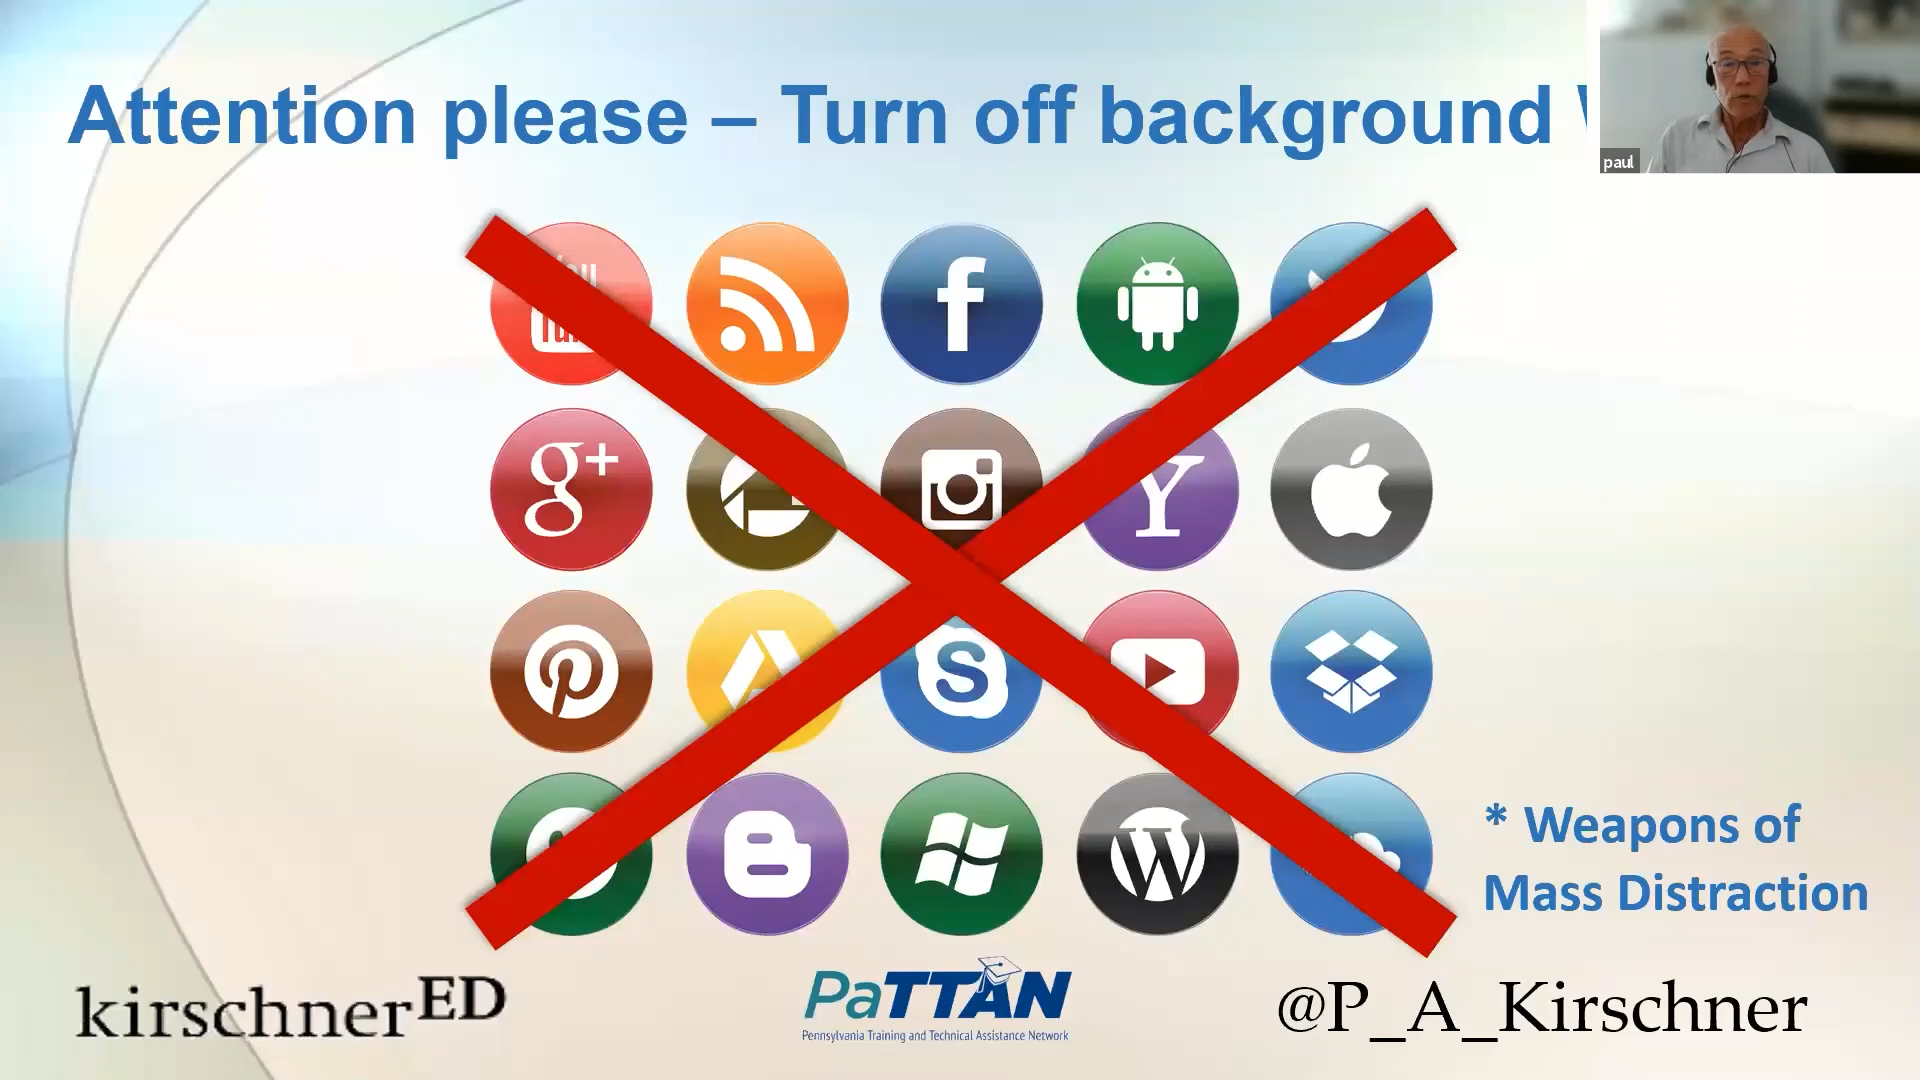 Attention please – Turn off background
paul
f
g+
Y
S
* Weapons of
Mass Distraction
kirschnerED
PaTTAN
Pennsylvania Training and Technical Assistance Network
@P_A_Kirschner